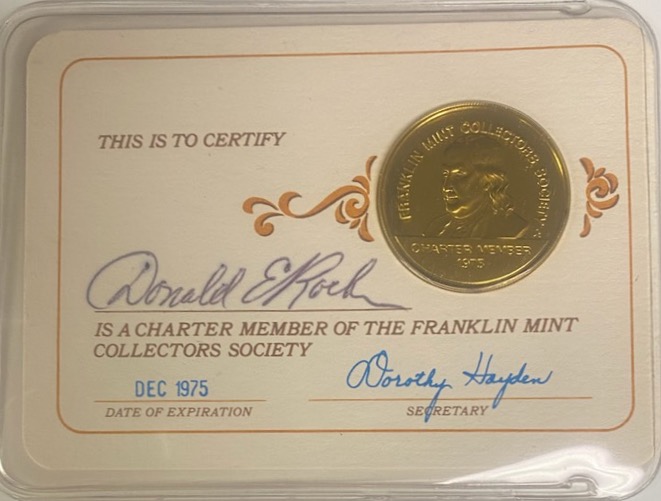 THIS IS TO CERTIFY
FRANKLIN MINT COLLECTORS SOCIETY
CHARTER MEMBER
1975
Donald E Roch
IS A CHARTER MEMBER OF THE FRANKLIN MINT
COLLECTORS SOCIETY
DEC 1975
Dorothy Hayden
DATE OF EXPIRATION
SECRETARY